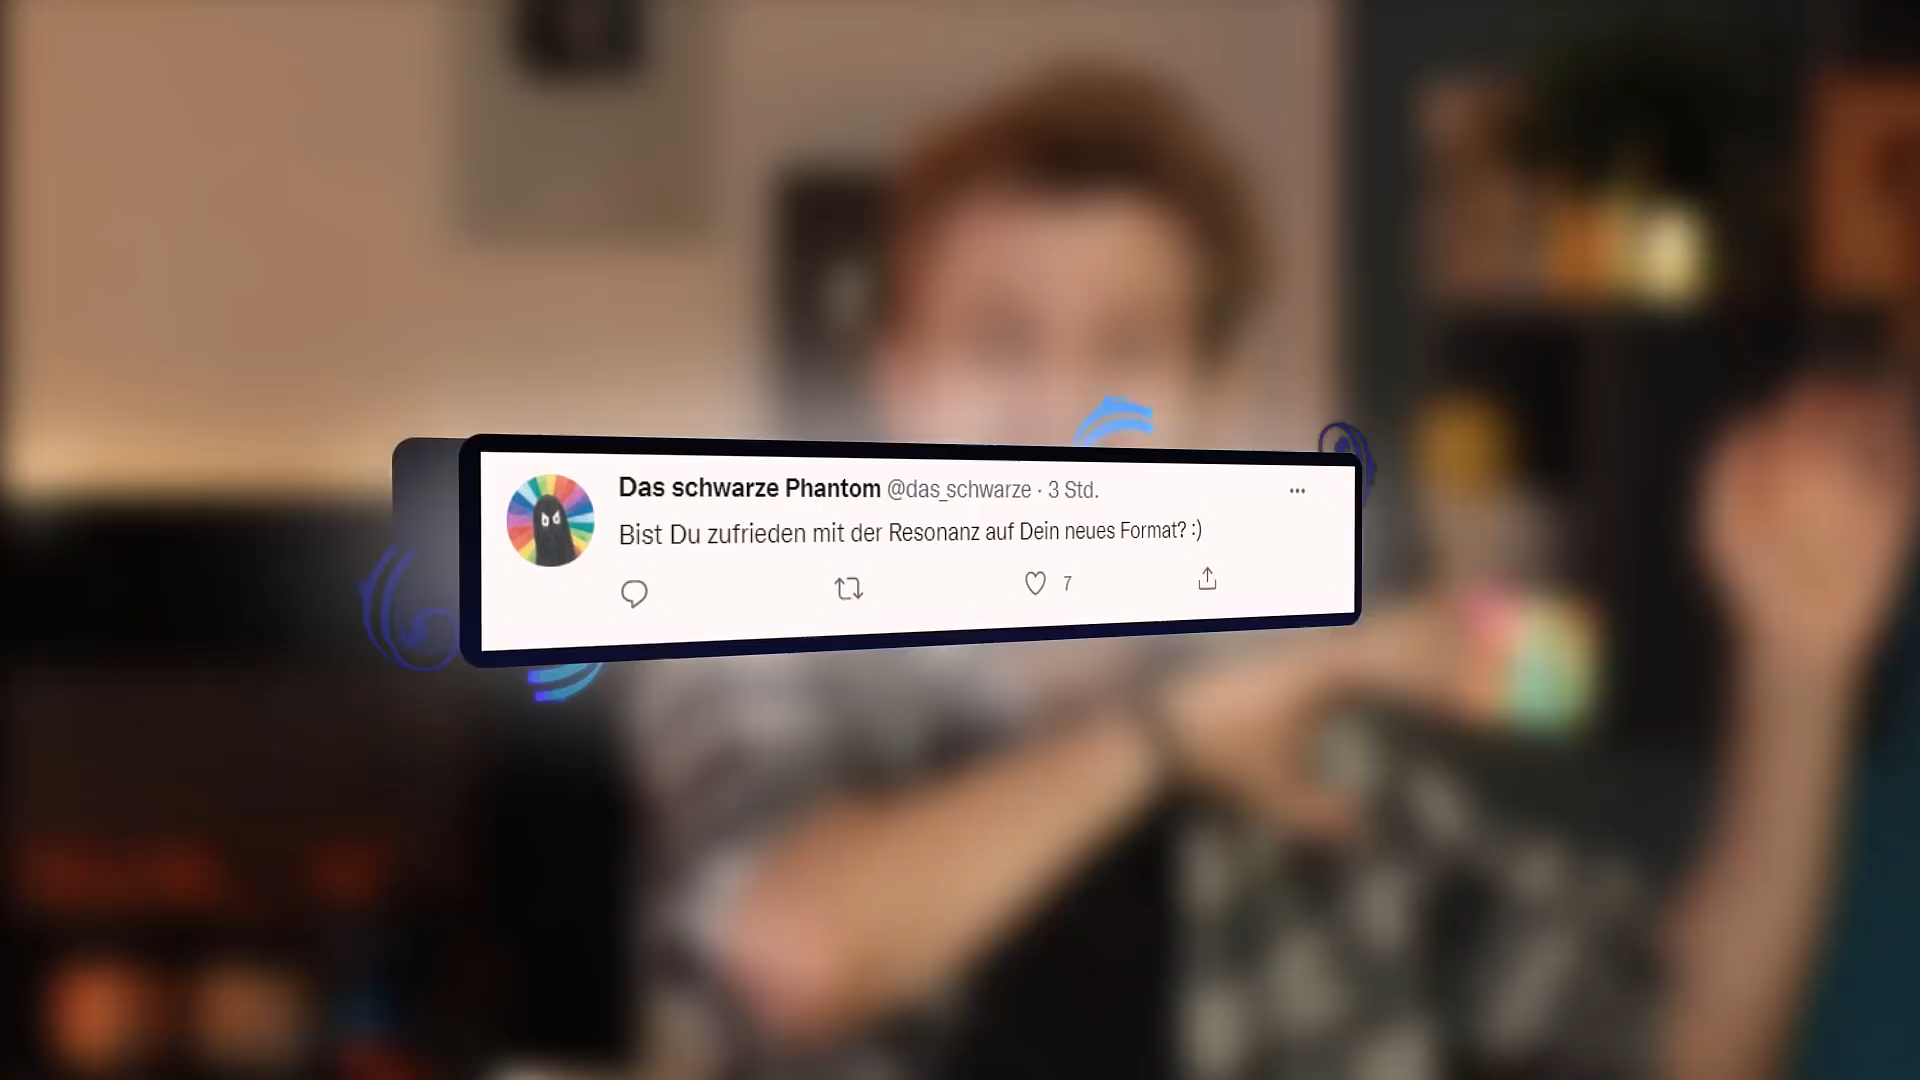 Das schwarze Phantom @das_schwarze · 3 Std.
Bist Du zufrieden mit der Resonanz auf Dein neues Format? :)
7